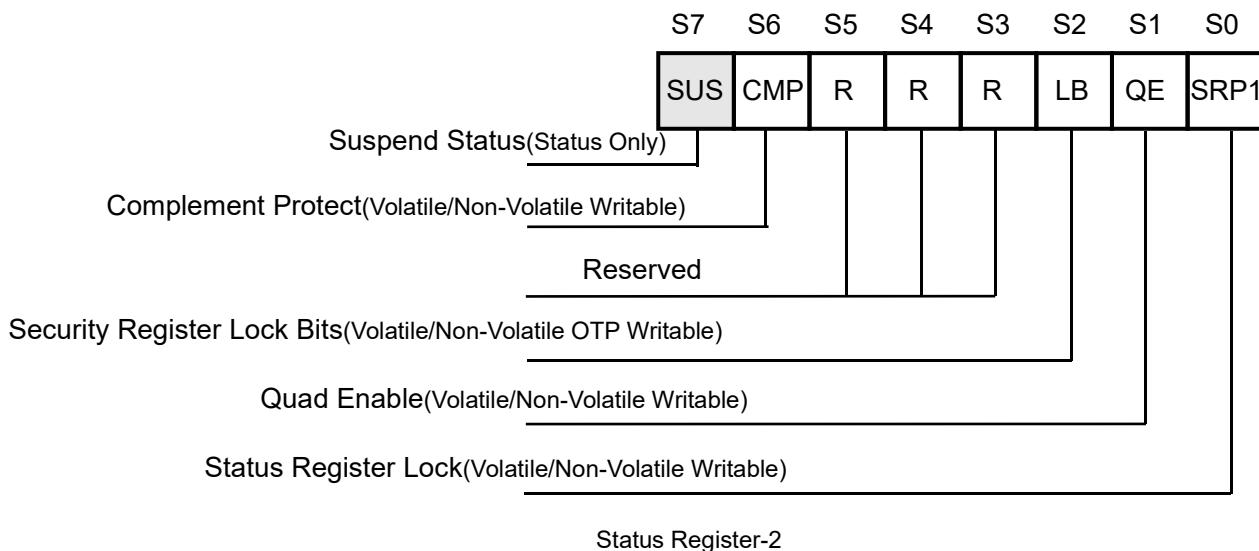 S7 S6 S5 S4 S3 S2 S1 S0
SUS CMP R R R LB QE SRP1
Suspend Status(Status Only)
Complement Protect(Volatile/Non-Volatile Writable)
Reserved
Security Register Lock Bits(Volatile/Non-Volatile OTP Writable)
Quad Enable(Volatile/Non-Volatile Writable)
Status Register Lock(Volatile/Non-Volatile Writable)
Status Register-2